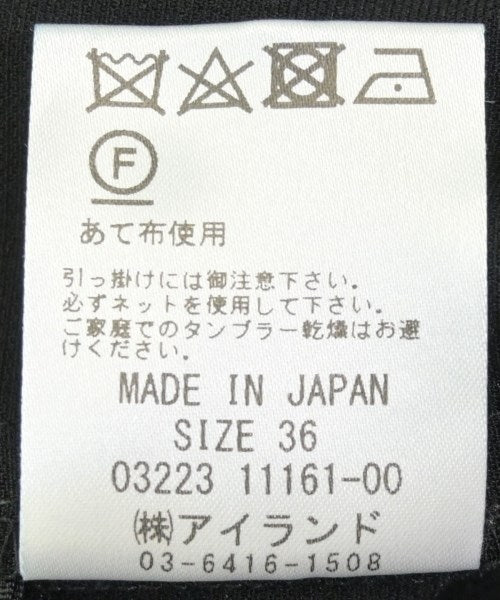 F
あて布使用
引っ掛けには御注意下さい。
必ずネットを使用して下さい。
ご家庭でのタンブラー乾燥はお避
けください。
MADE IN JAPAN
SIZE 36
03223 11161-00
㈱アイランド
03-6416-1508